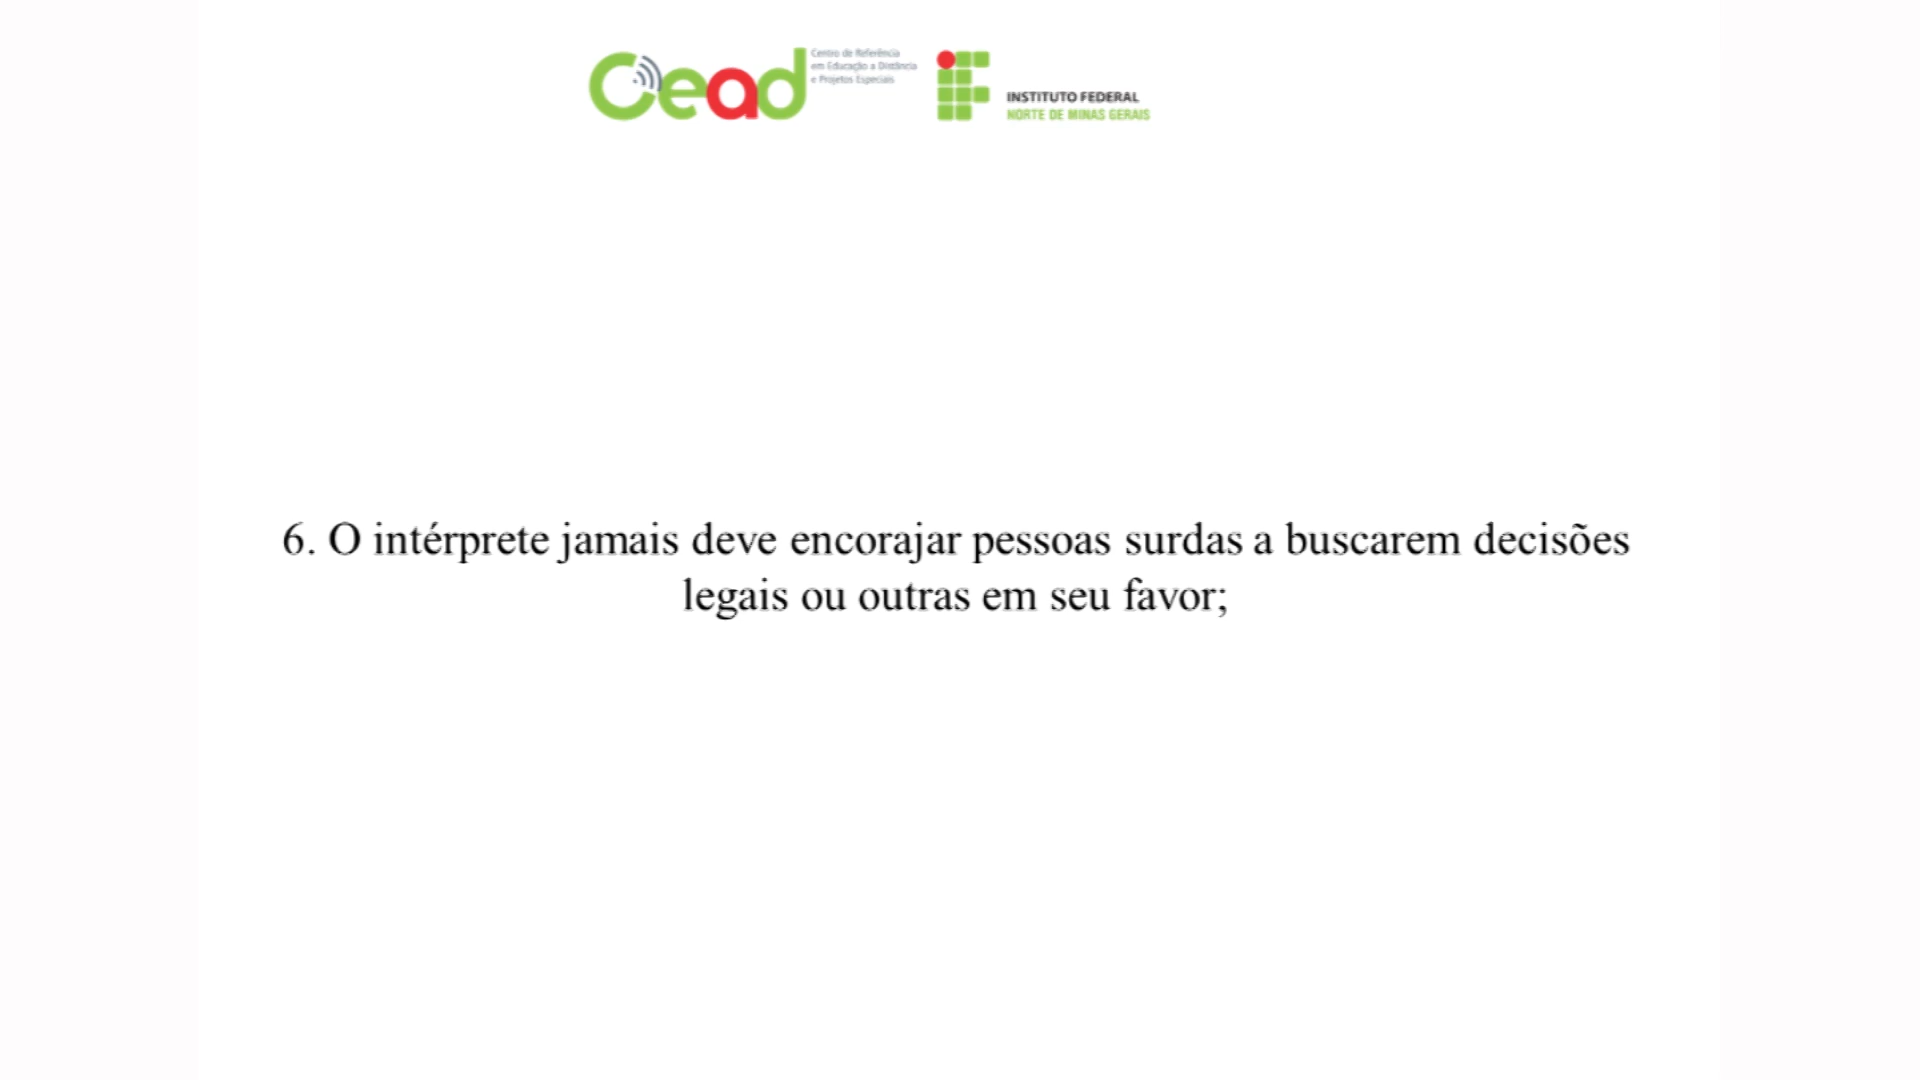 Cead
Centro de Referência
em Educação a Distância
e Projetos Especiais
INSTITUTO FEDERAL
NORTE DE MINAS GERAIS
6. O intérprete jamais deve encorajar pessoas surdas a buscarem decisões
legais ou outras em seu favor;